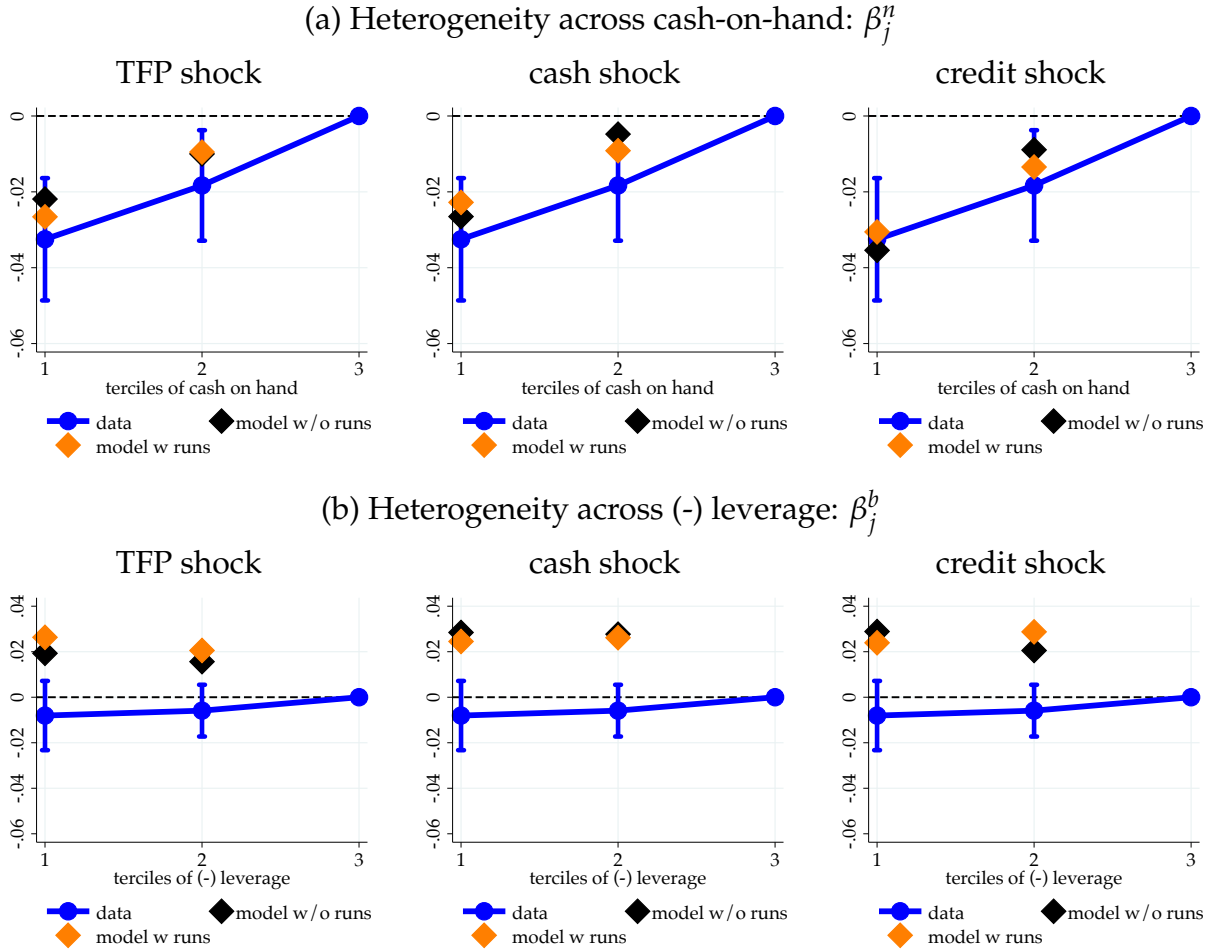 (a) Heterogeneity across cash-on-hand: β_j^n
TFP shock
cash shock
credit shock
0
-.02
-.04
-.06
1 2 3
terciles of cash on hand
data
model w/o runs
model w runs
0
-.02
-.04
-.06
1 2 3
terciles of cash on hand
data
model w/o runs
model w runs
0
-.02
-.04
-.06
1 2 3
terciles of cash on hand
data
model w/o runs
model w runs
(b) Heterogeneity across (-) leverage: β_j^b
TFP shock
cash shock
credit shock
.04
.02
0
-.02
-.04
-.06
1 2 3
terciles of (-) leverage
data
model w/o runs
model w runs
.04
.02
0
-.02
-.04
-.06
1 2 3
terciles of (-) leverage
data
model w/o runs
model w runs
.04
.02
0
-.02
-.04
-.06
1 2 3
terciles of (-) leverage
data
model w/o runs
model w runs